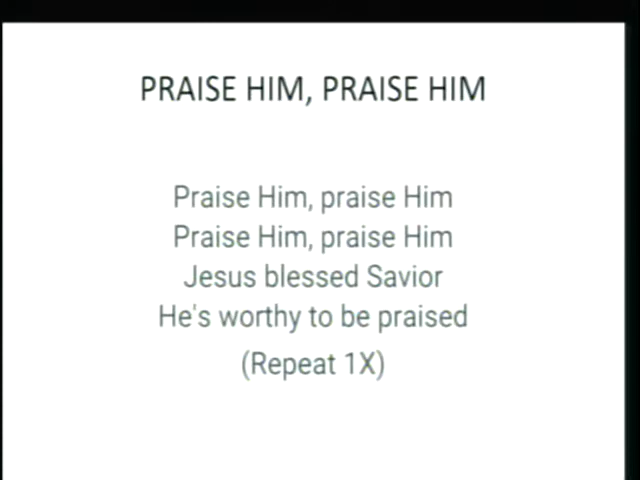 PRAISE HIM, PRAISE HIM
Praise Him, praise Him
Praise Him, praise Him
Jesus blessed Savior
He's worthy to be praised
(Repeat 1X)